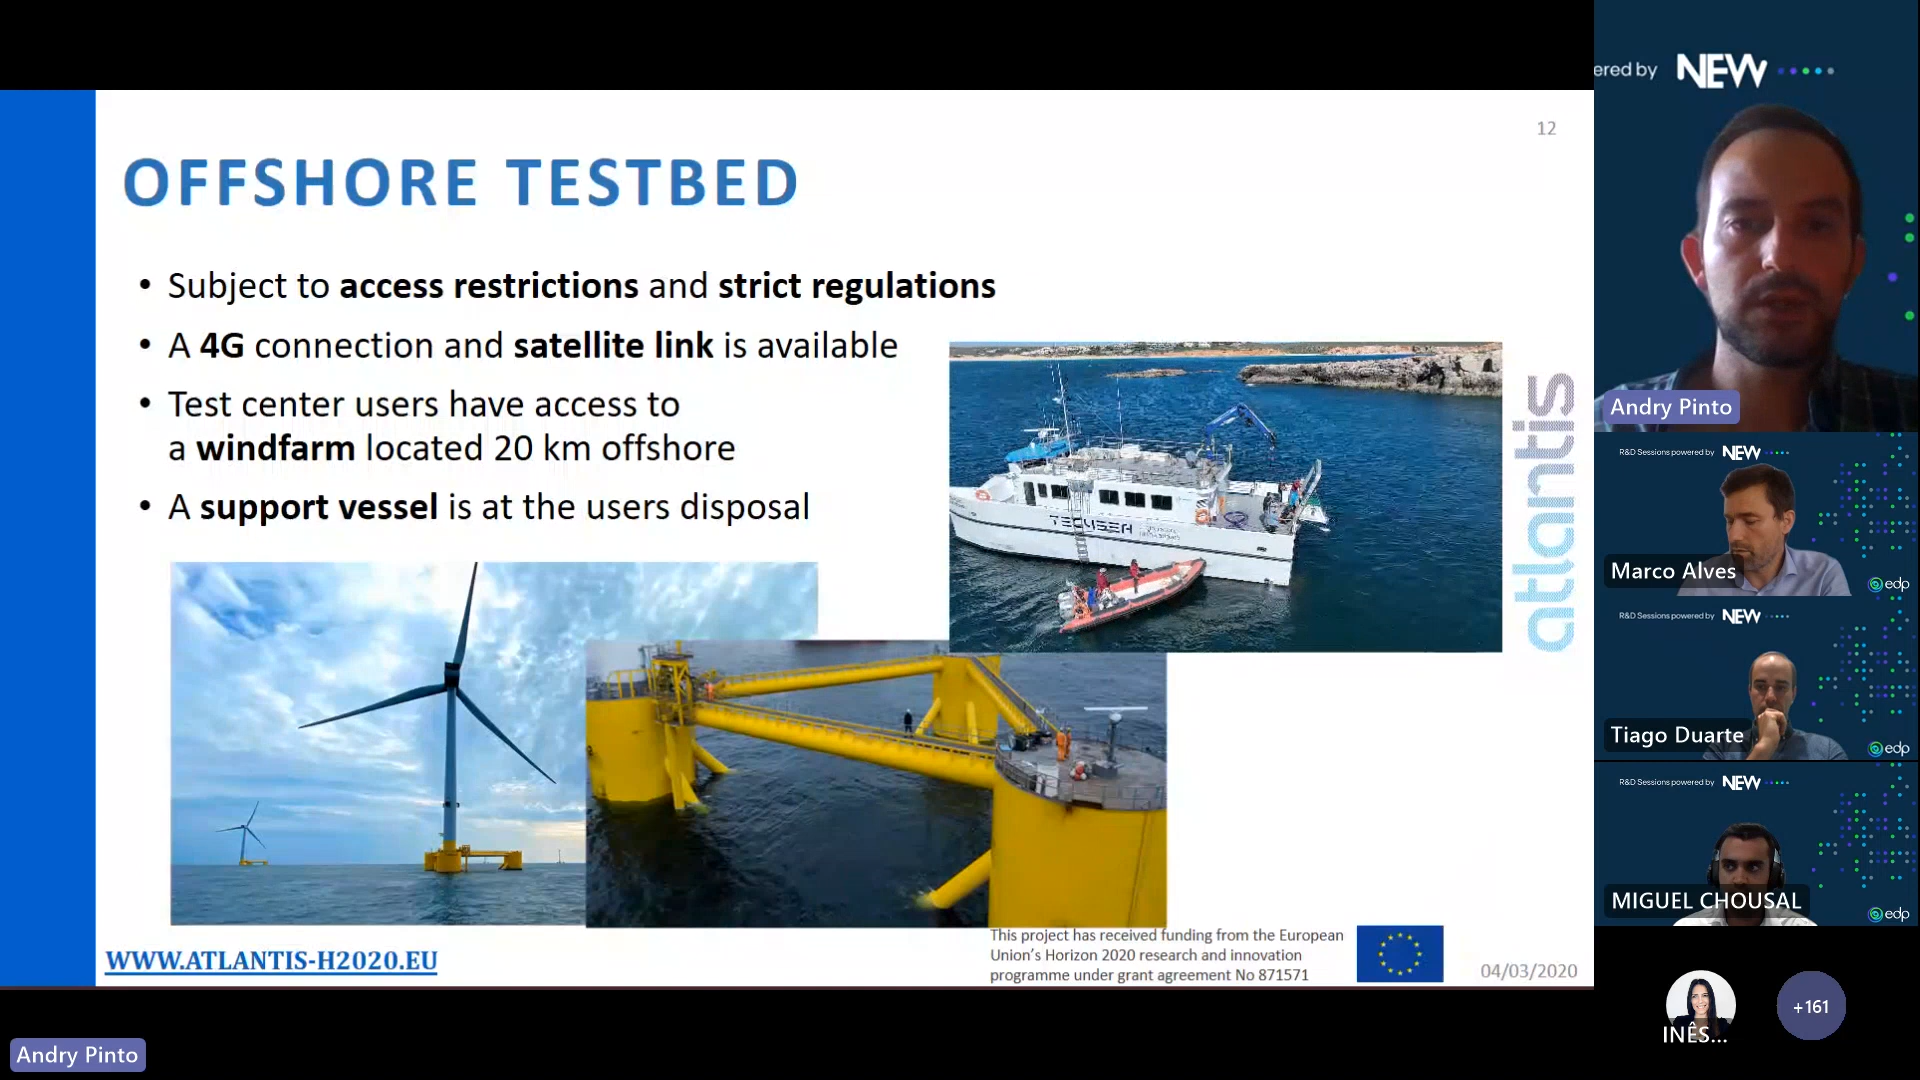 12
OFFSHORE TESTBED
• Subject to access restrictions and strict regulations
• A 4G connection and satellite link is available
• Test center users have access to
a windfarm located 20 km offshore
• A support vessel is at the users disposal
TECHSEA
atlantis
WWW.ATLANTIS-H2020.EU
This project has received funding from the European
Union's Horizon 2020 research and innovation
programme under grant agreement No 871571
04/03/2020
Andry Pinto
ered by NEW
Andry Pinto
R&D Sessions powered by NEW
Marco Alves
edp
R&D Sessions powered by NEW
Tiago Duarte
edp
R&D Sessions powered by NEW
MIGUEL CHOUSAL
edp
INÊS...
+161